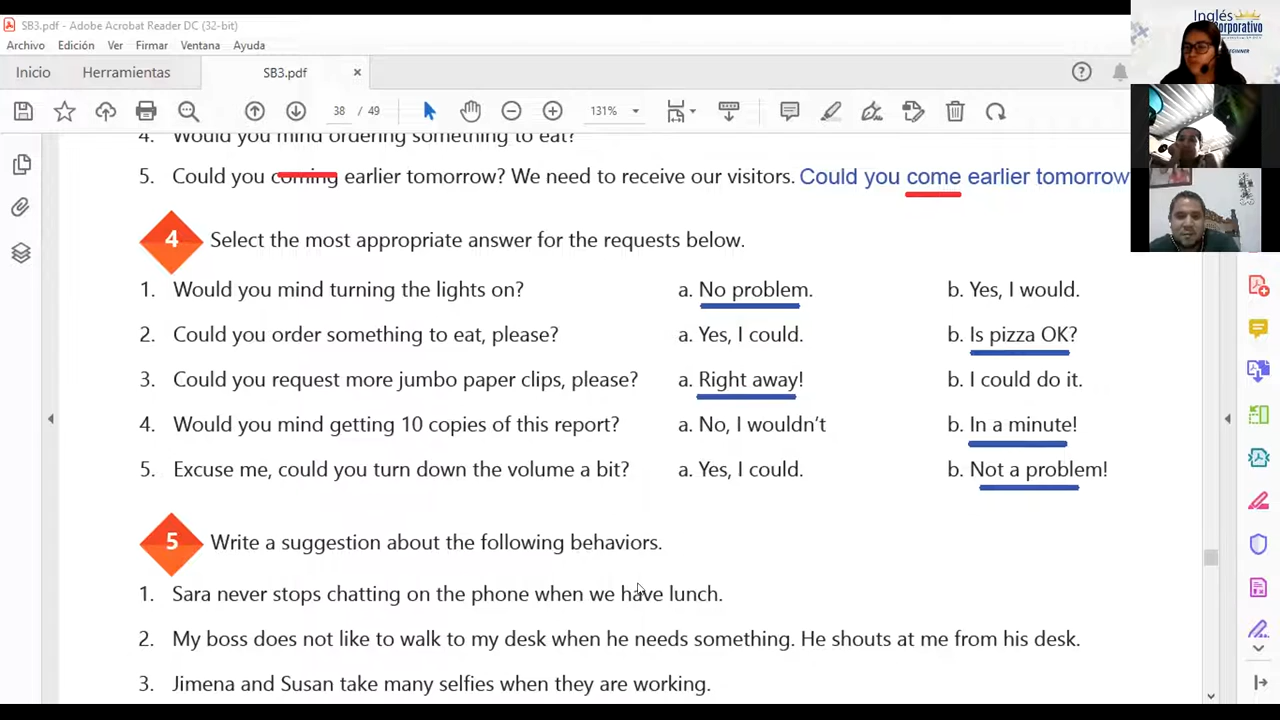 SB3.pdf - Adobe Acrobat Reader DC (32-bit)
Archivo Edición Ver Firmar Ventana Ayuda
Inicio Herramientas SB3.pdf ×
38 / 49 131%
4. Would you mind ordering something to eat?
5. Could you coming earlier tomorrow? We need to receive our visitors. Could you come earlier tomorrow
4 Select the most appropriate answer for the requests below.
1. Would you mind turning the lights on? a. No problem. b. Yes, I would.
2. Could you order something to eat, please? a. Yes, I could. b. Is pizza OK?
3. Could you request more jumbo paper clips, please? a. Right away! b. I could do it.
4. Would you mind getting 10 copies of this report? a. No, I wouldn't b. In a minute!
5. Excuse me, could you turn down the volume a bit? a. Yes, I could. b. Not a problem!
5 Write a suggestion about the following behaviors.
1. Sara never stops chatting on the phone when we have lunch.
2. My boss does not like to walk to my desk when he needs something. He shouts at me from his desk.
3. Jimena and Susan take many selfies when they are working.
Inglés